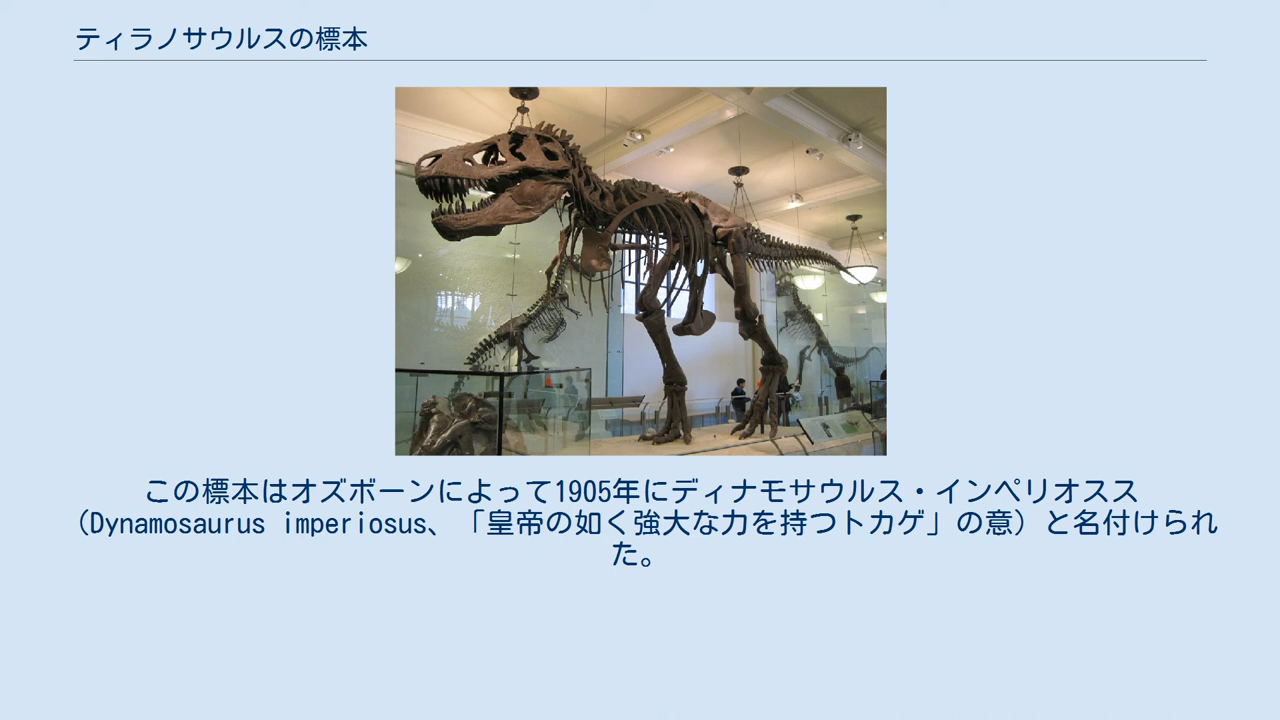 ティラノサウルスの標本
この標本はオズボーンによって1905年にディナモサウルス・インペリオスス
（Dynamosaurus imperiosus、「皇帝の如く強大な力を持つトカゲ」の意）と名付けられ
た。